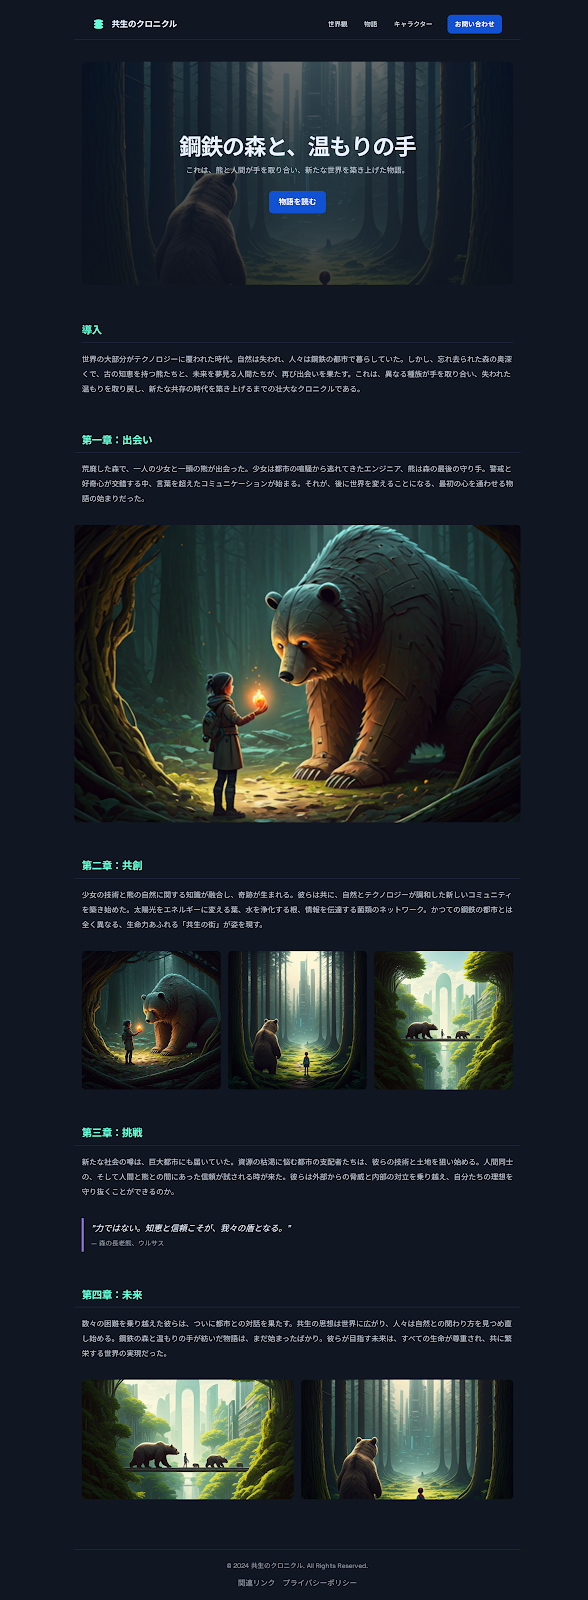 共生のクロニクル
世界観
物語
キャラクター
お問い合わせ
鋼鉄の森と、温もりの手
これは、熊と人間が手を取り合い、新たな世界を築き上げた物語。
物語を読む
導入
世界の大部分がテクノロジーに覆われた時代。自然は失われ、人々は鋼鉄の都市で暮らしていた。しかし、忘れ去られた森の奥深
くで、古の知恵を持つ熊たちと、未来を夢見る人間たちが、再び出会いを果たす。これは、異なる種族が手を取り合い、失われた
温もりを取り戻し、新たな共存の時代を築き上げるまでの壮大なクロニクルである。
第一章：出会い
荒廃した森で、一人の少女と一頭の熊が出会った。少女は都市の喧騒から逃れてきたエンジニア、熊は森の最後の守り手。警戒と
好奇心が交錯する中、言葉を超えたコミュニケーションが始まる。それが、後に世界を変えることになる、最初の心を通わせる物
語の始まりだった。
第二章：共創
少女の技術と熊の自然に関する知識が融合し、奇跡が生まれる。彼らは共に、自然とテクノロジーが調和した新しいコミュニティ
を築き始めた。太陽光をエネルギーに変える葉、水を浄化する根、情報を伝達する菌類のネットワーク。かつての鋼鉄の都市とは
全く異なる、生命力あふれる「共生の街」が姿を現す。
第三章：挑戦
新たな社会の噂は、巨大都市にも届いていた。資源の枯渇に悩む都市の支配者たちは、彼らの技術と土地を狙い始める。人間同士
の、そして人間と熊との間にあった信頼が試される時が来た。彼らは外部からの脅威と内部の対立を乗り越え、自分たちの理想を
守り抜くことができるのか。
"力ではない。知恵と信頼こそが、我々の盾となる。"
— 森の長老熊、ウルサス
第四章：未来
数々の困難を乗り越えた彼らは、ついに都市との対話を果たす。共生の思想は世界に広がり、人々は自然との関わり方を見つめ直
し始める。鋼鉄の森と温もりの手が紡いだ物語は、まだ始まったばかり。彼らが目指す未来は、すべての生命が尊重され、共に繁
栄する世界の実現だった。
© 2024 共生のクロニクル. All Rights Reserved.
関連リンク プライバシーポリシー